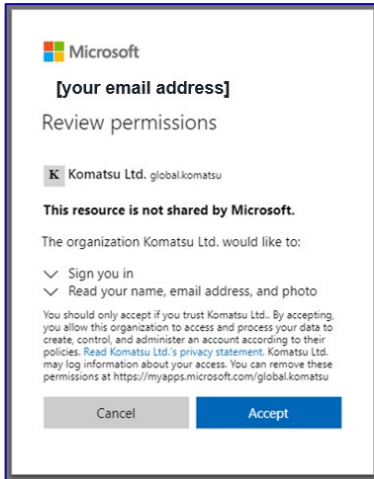 Microsoft
[your email address]
Review permissions
K Komatsu Ltd. global.komatsu
This resource is not shared by Microsoft.
The organization Komatsu Ltd. would like to:
Sign you in
Read your name, email address, and photo
You should only accept if you trust Komatsu Ltd.. By accepting,
you allow this organization to access and process your data to
create, control, and administer an account according to their
policies. Read Komatsu Ltd.'s privacy statement. Komatsu Ltd.
may log information about your access. You can remove these
permissions at https://myapps.microsoft.com/global.komatsu
Cancel Accept